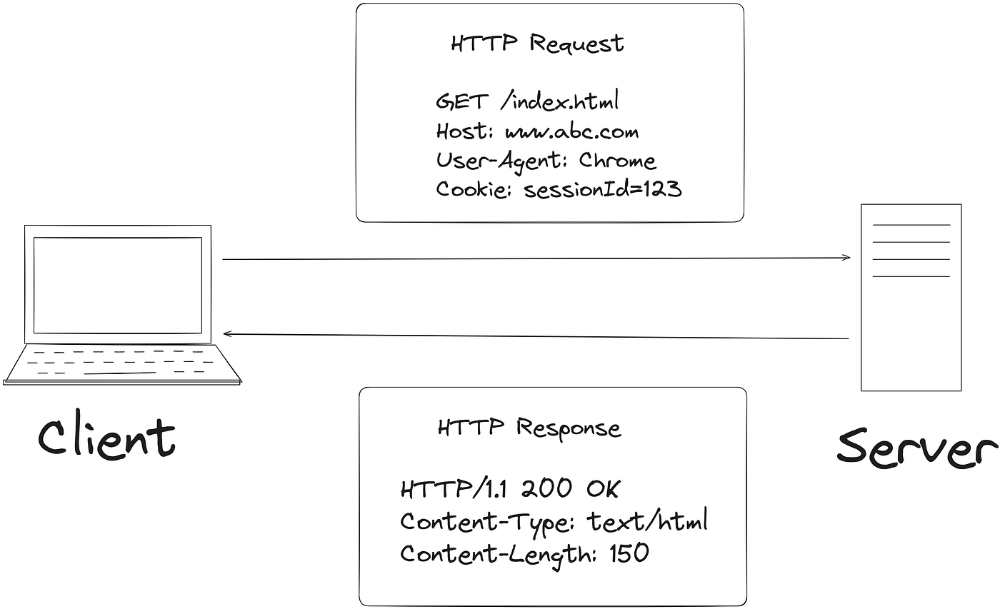 HTTP Request
GET /index.html
Host: www.abc.com
User-Agent: Chrome
Cookie: sessionId=123
Client
Server
HTTP Response
HTTP/1.1 200 OK
Content-Type: text/html
Content-Length: 150